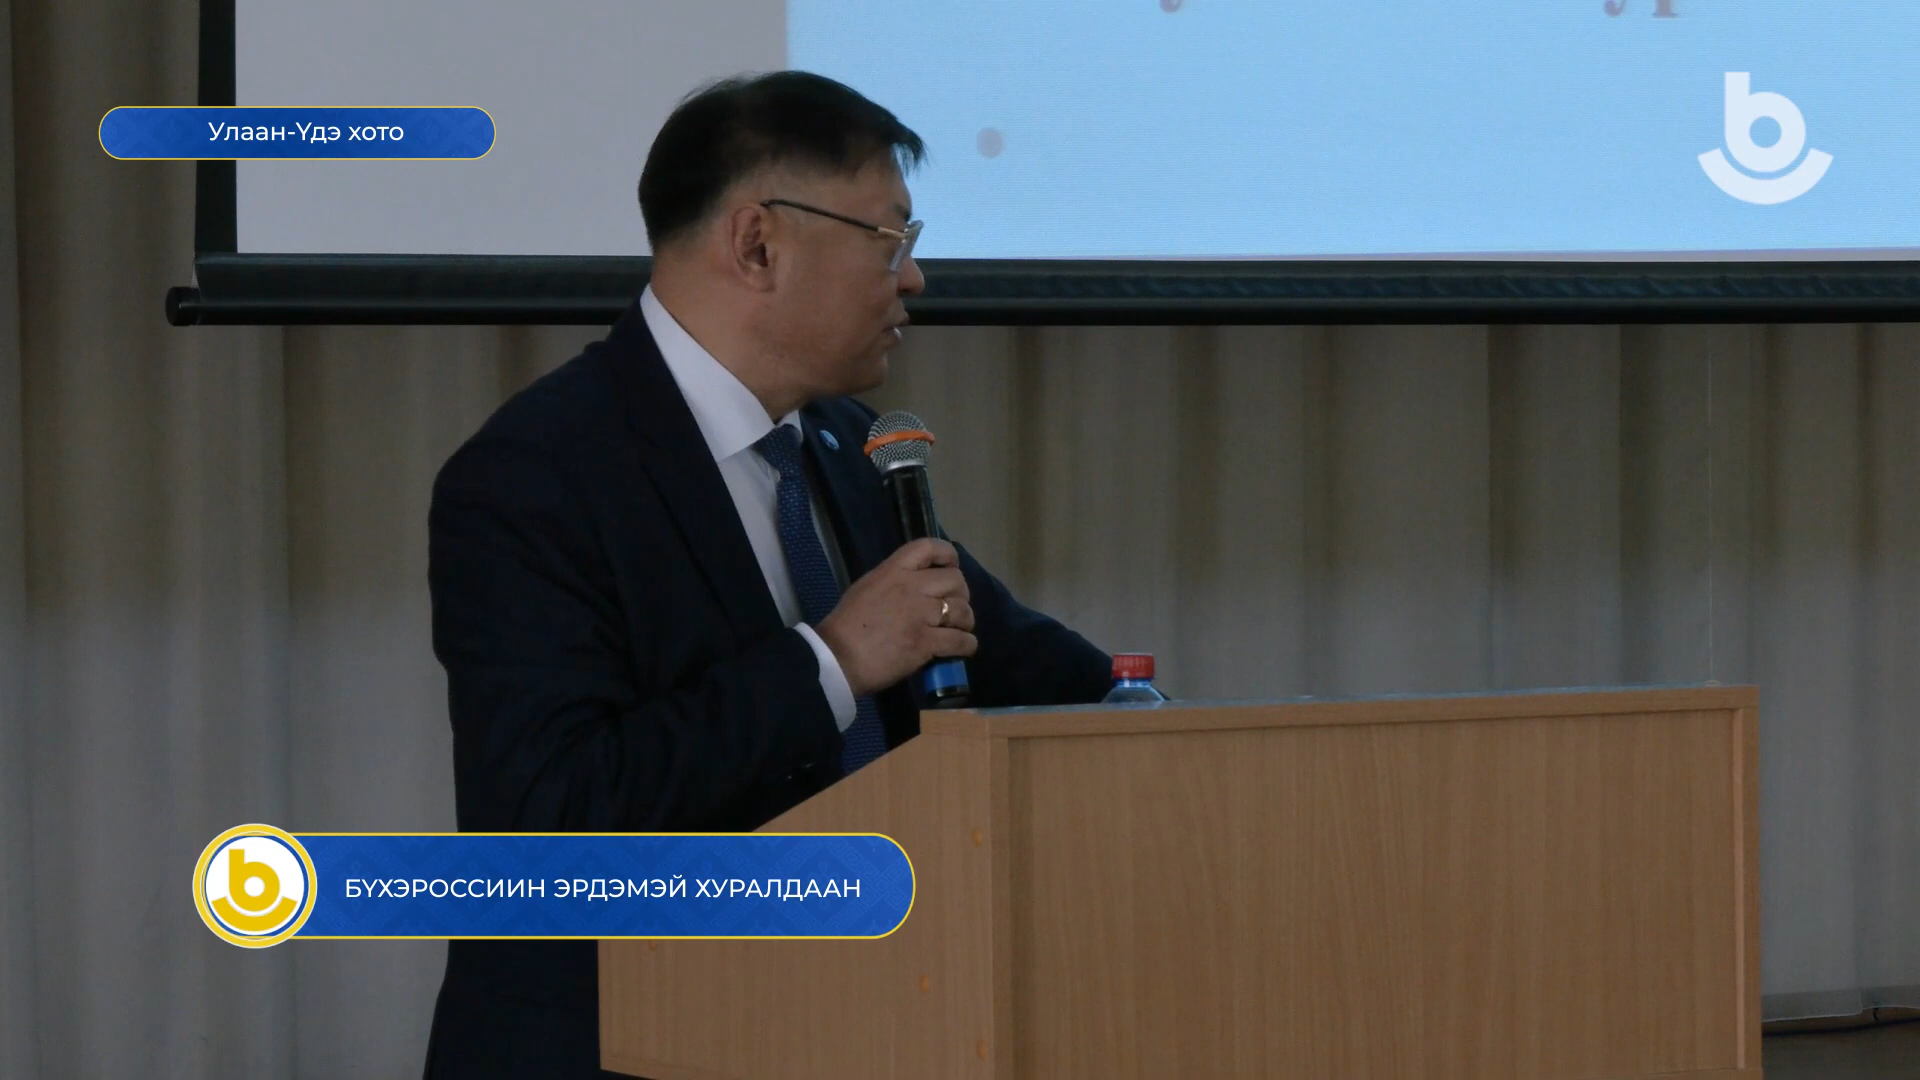 Улаан-Үдэ хото
БҮХЭРОССИИН ЭРДЭМЭЙ ХУРАЛДААН